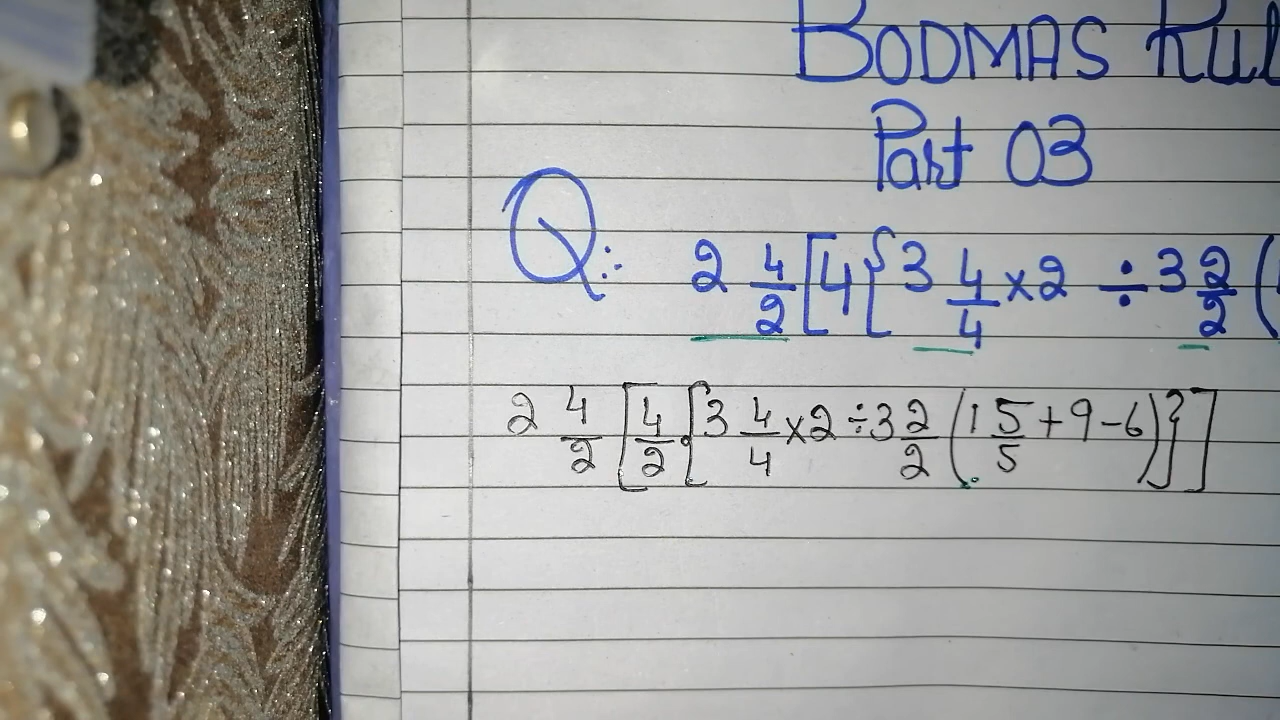 BODMAS Rul
Part 03
Q:- 2 4/2 [4 { 3 4/4 × 2 ÷ 3 2/2 (
2 4/2 [ 4/2 { 3 4/4 × 2 ÷ 3 2/2 ( 1 5/5 + 9 - 6 ) } ]